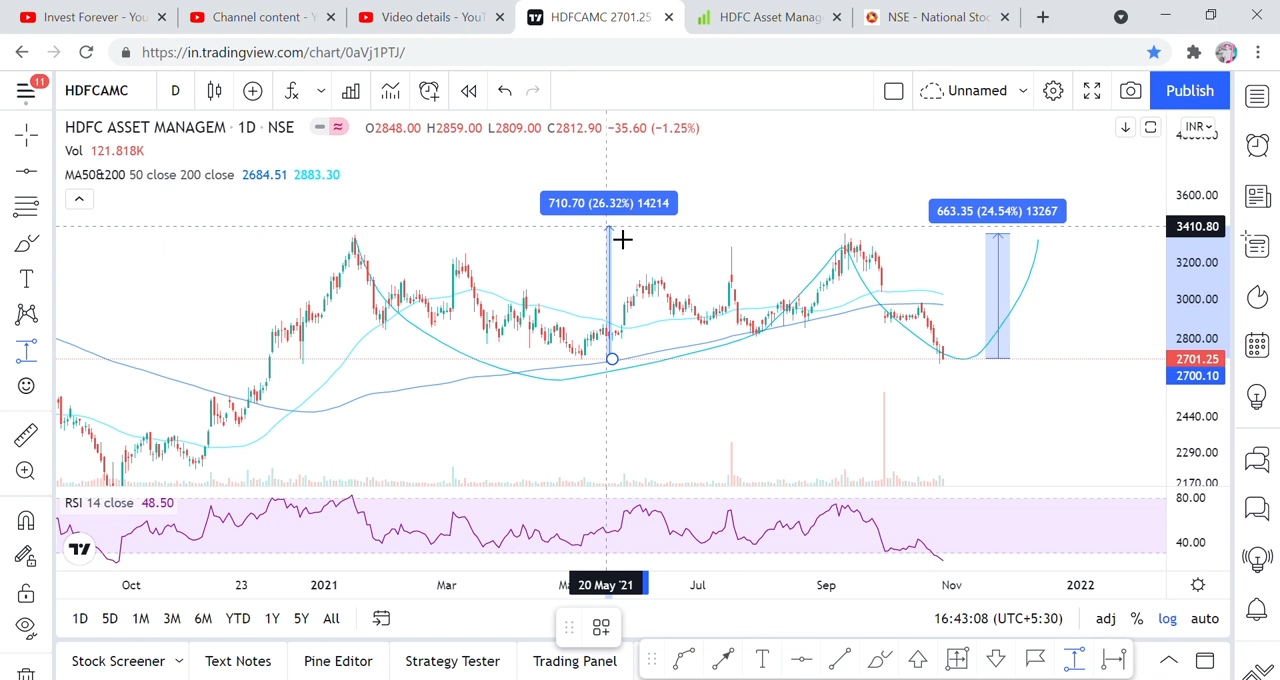 Invest Forever - You
Channel content - Y
Video details - YouT
HDFCAMC 2701.25
HDFC Asset Manag
NSE - National Stoc
https://in.tradingview.com/chart/0aVj1PTJ/
11
HDFCAMC
D
Unnamed
Publish
HDFC ASSET MANAGEM · 1D · NSE
O2848.00 H2859.00 L2809.00 C2812.90 −35.60 (−1.25%)
INR
Vol 121.818K
MA50&200 50 close 200 close 2684.51 2883.30
3600.00
710.70 (26.32%) 14214
663.35 (24.54%) 13267
3410.80
3200.00
3000.00
2800.00
2701.25
2700.10
2440.00
2290.00
2170.00
RSI 14 close 48.50
80.00
40.00
Oct
23
2021
Mar
20 May '21
Jul
Sep
Nov
2022
1D
5D
1M
3M
6M
YTD
1Y
5Y
All
16:43:08 (UTC+5:30)
adj
%
log
auto
Stock Screener
Text Notes
Pine Editor
Strategy Tester
Trading Panel